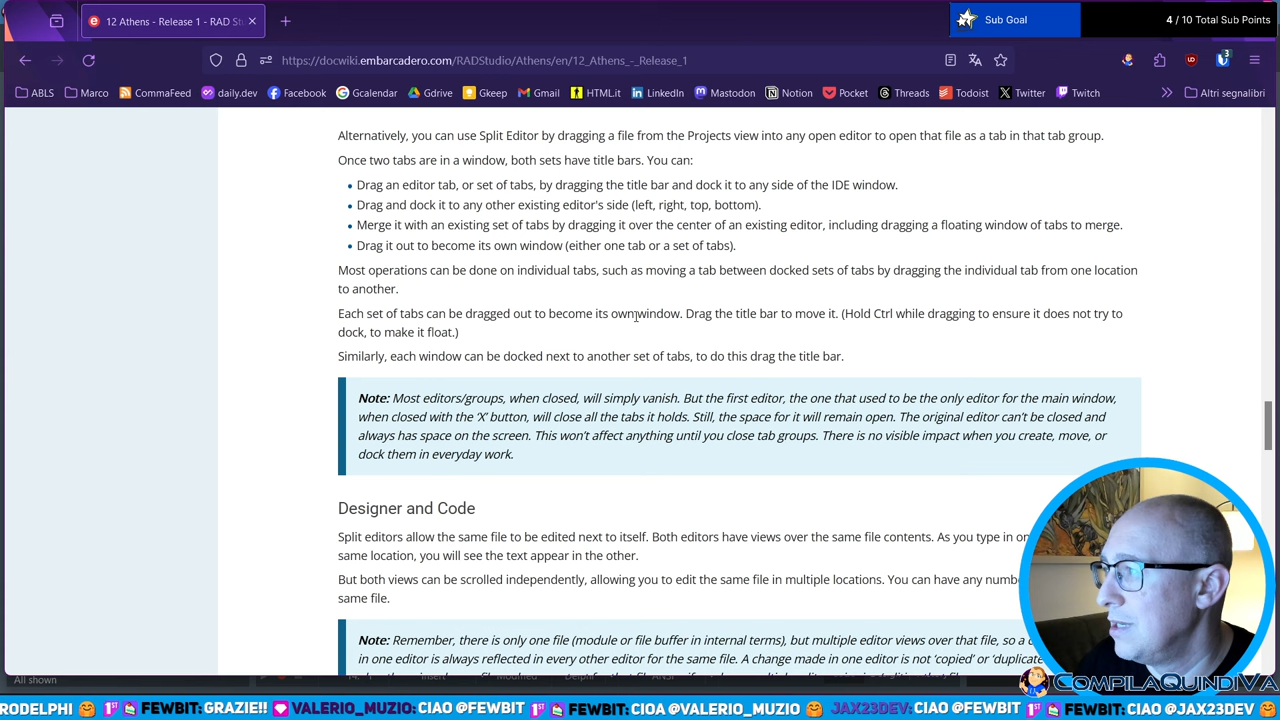 12 Athens - Release 1 - RAD St
Sub Goal
4 / 10 Total Sub Points
https://docwiki.embarcadero.com/RADStudio/Athens/en/12_Athens_-_Release_1
3
ABLS
Marco
CommaFeed
daily.dev
Facebook
Gcalendar
Gdrive
Gkeep
Gmail
HTML.it
LinkedIn
Mastodon
Notion
Pocket
Threads
Todoist
Twitter
Twitch
Altri segnalibri
Alternatively, you can use Split Editor by dragging a file from the Projects view into any open editor to open that file as a tab in that tab group.
Once two tabs are in a window, both sets have title bars. You can:
• Drag an editor tab, or set of tabs, by dragging the title bar and dock it to any side of the IDE window.
• Drag and dock it to any other existing editor's side (left, right, top, bottom).
• Merge it with an existing set of tabs by dragging it over the center of an existing editor, including dragging a floating window of tabs to merge.
• Drag it out to become its own window (either one tab or a set of tabs).
Most operations can be done on individual tabs, such as moving a tab between docked sets of tabs by dragging the individual tab from one location
to another.
Each set of tabs can be dragged out to become its own window. Drag the title bar to move it. (Hold Ctrl while dragging to ensure it does not try to
dock, to make it float.)
Similarly, each window can be docked next to another set of tabs, to do this drag the title bar.
Note: Most editors/groups, when closed, will simply vanish. But the first editor, the one that used to be the only editor for the main window,
when closed with the ‘X’ button, will close all the tabs it holds. Still, the space for it will remain open. The original editor can’t be closed and
always has space on the screen. This won’t affect anything until you close tab groups. There is no visible impact when you create, move, or
dock them in everyday work.
Designer and Code
Split editors allow the same file to be edited next to itself. Both editors have views over the same file contents. As you type in on
same location, you will see the text appear in the other.
But both views can be scrolled independently, allowing you to edit the same file in multiple locations. You can have any numbe
same file.
Note: Remember, there is only one file (module or file buffer in internal terms), but multiple editor views over that file, so a c
in one editor is always reflected in every other editor for the same file. A change made in one editor is not ‘copied’ or ‘duplicate
All shown
COMPILAQUINDIVA
RODELPHI
1st
FEWBIT: GRAZIE!!
VALERIO_MUZIO: CIAO @FEWBIT
1st
FEWBIT: CIOA @VALERIO_MUZIO
JAX23DEV: CIAO @FEWBIT
1st
FEWBIT: CIAO @JAX23DEV